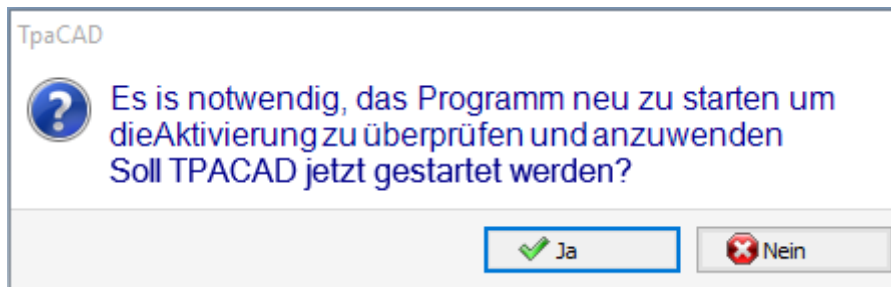 TpaCAD
Es is notwendig, das Programm neu zu starten um
dieAktivierung zu überprüfen und anzuwenden
Soll TPACAD jetzt gestartet werden?
Ja
Nein